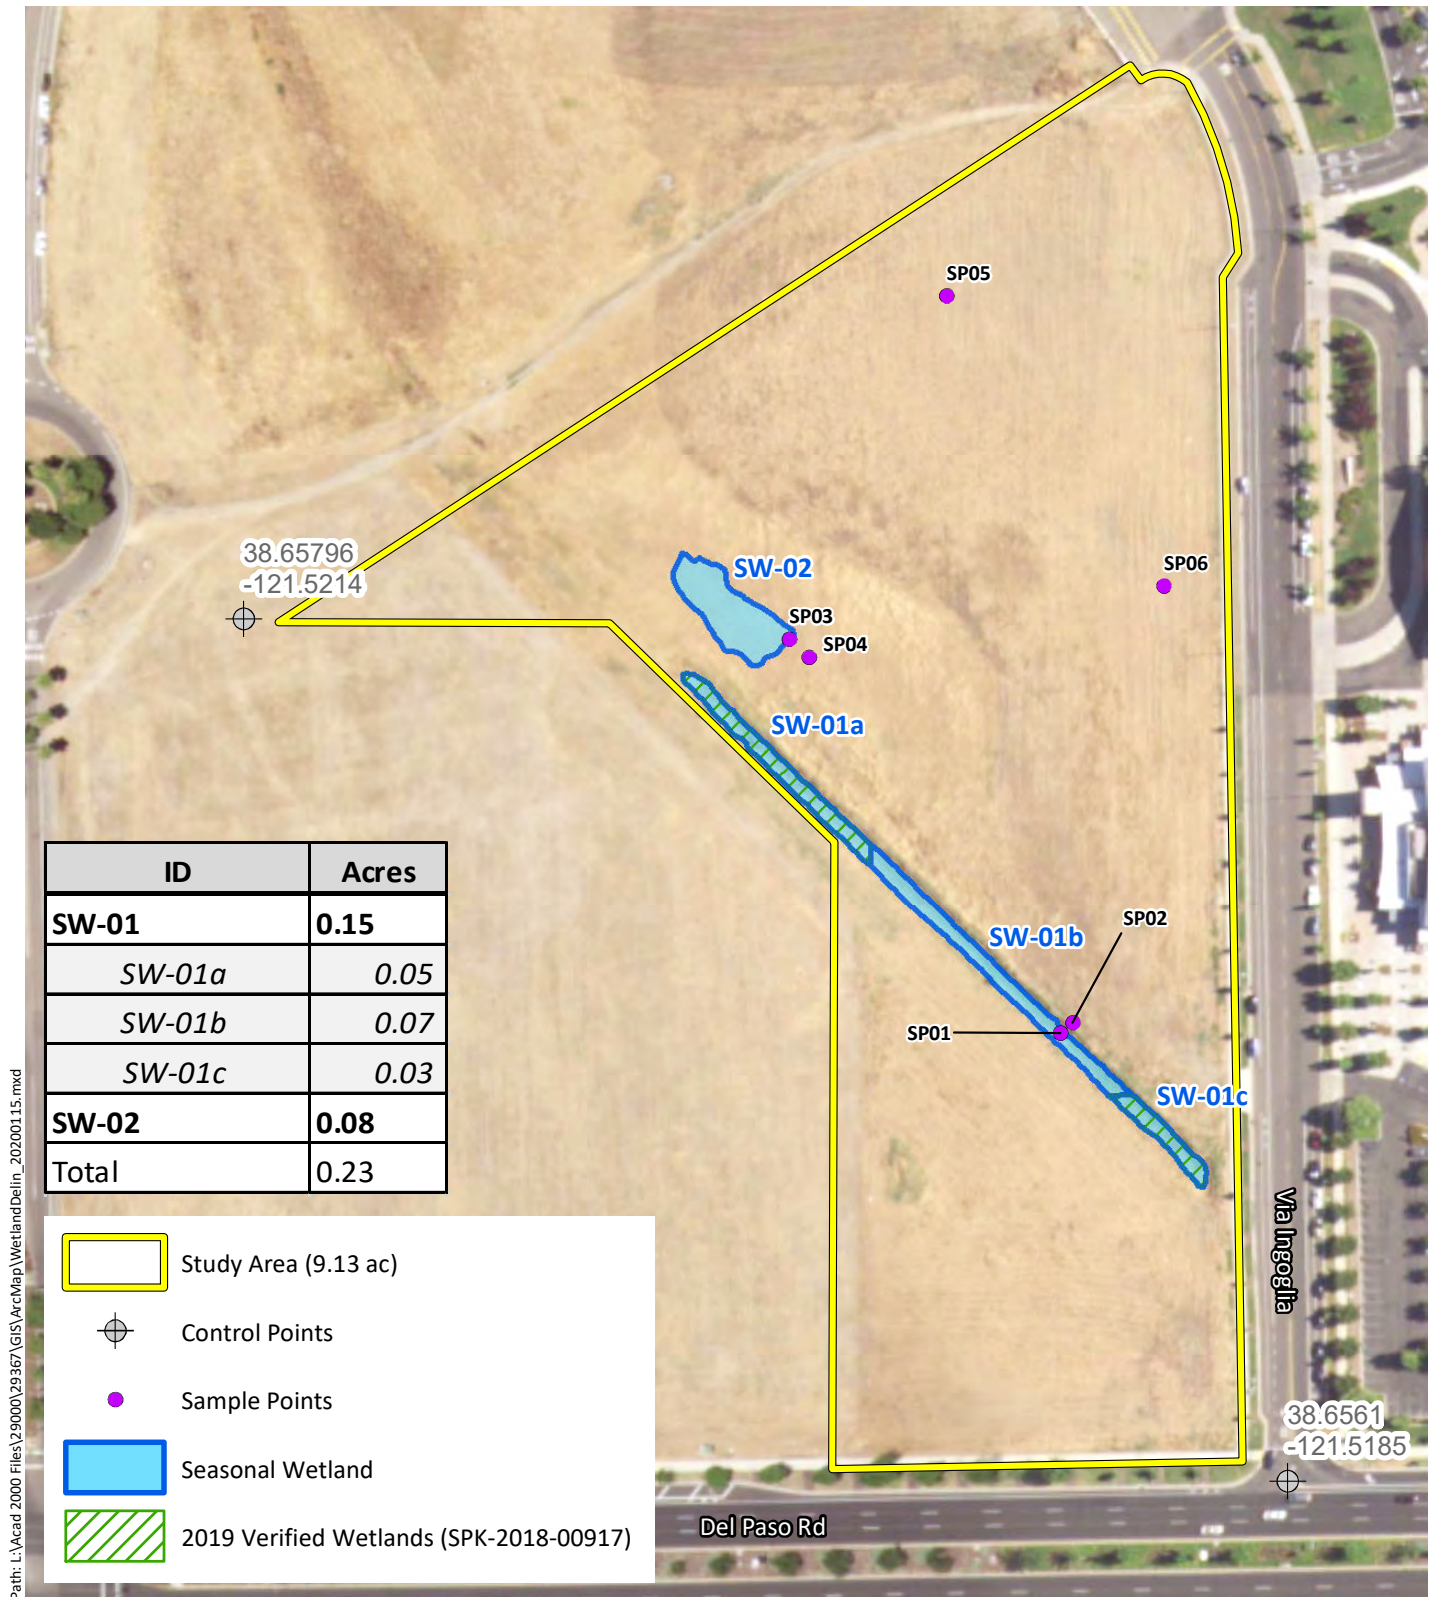 SP05
38.65796
-121.5214
SW-02
SP06
SP03
SP04
SW-01a
SP02
SW-01b
SP01
SW-01c
ID Acres
SW-01 0.15
SW-01a 0.05
SW-01b 0.07
SW-01c 0.03
SW-02 0.08
Total 0.23
Study Area (9.13 ac)
Control Points
Sample Points
Seasonal Wetland
2019 Verified Wetlands (SPK-2018-00917)
Via Ingoglia
38.6561
-121.5185
Del Paso Rd
Path: L:\Acad 2000 Files\29000\29367\GIS\ArcMap\WetlandDelin_20200115.mxd